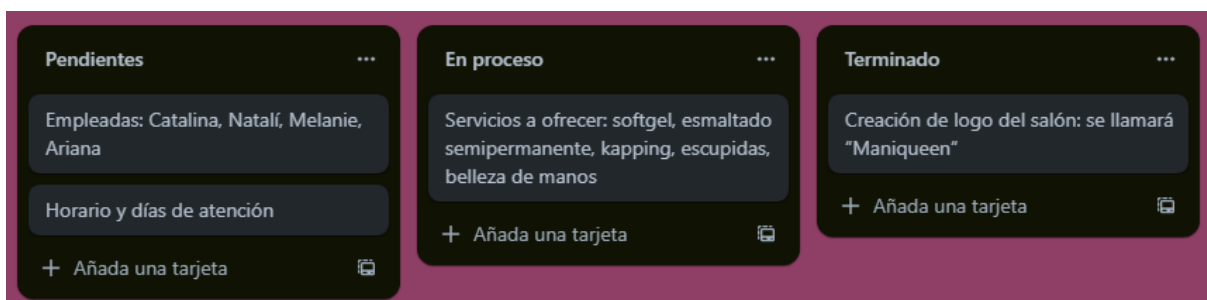 Pendientes
Empleadas: Catalina, Natalí, Melanie,
Ariana
Horario y días de atención
+ Añada una tarjeta
En proceso
Servicios a ofrecer: softgel, esmaltado
semipermanente, kapping, escupidas,
belleza de manos
+ Añada una tarjeta
Terminado
Creación de logo del salón: se llamará
“Maniqueen”
+ Añada una tarjeta